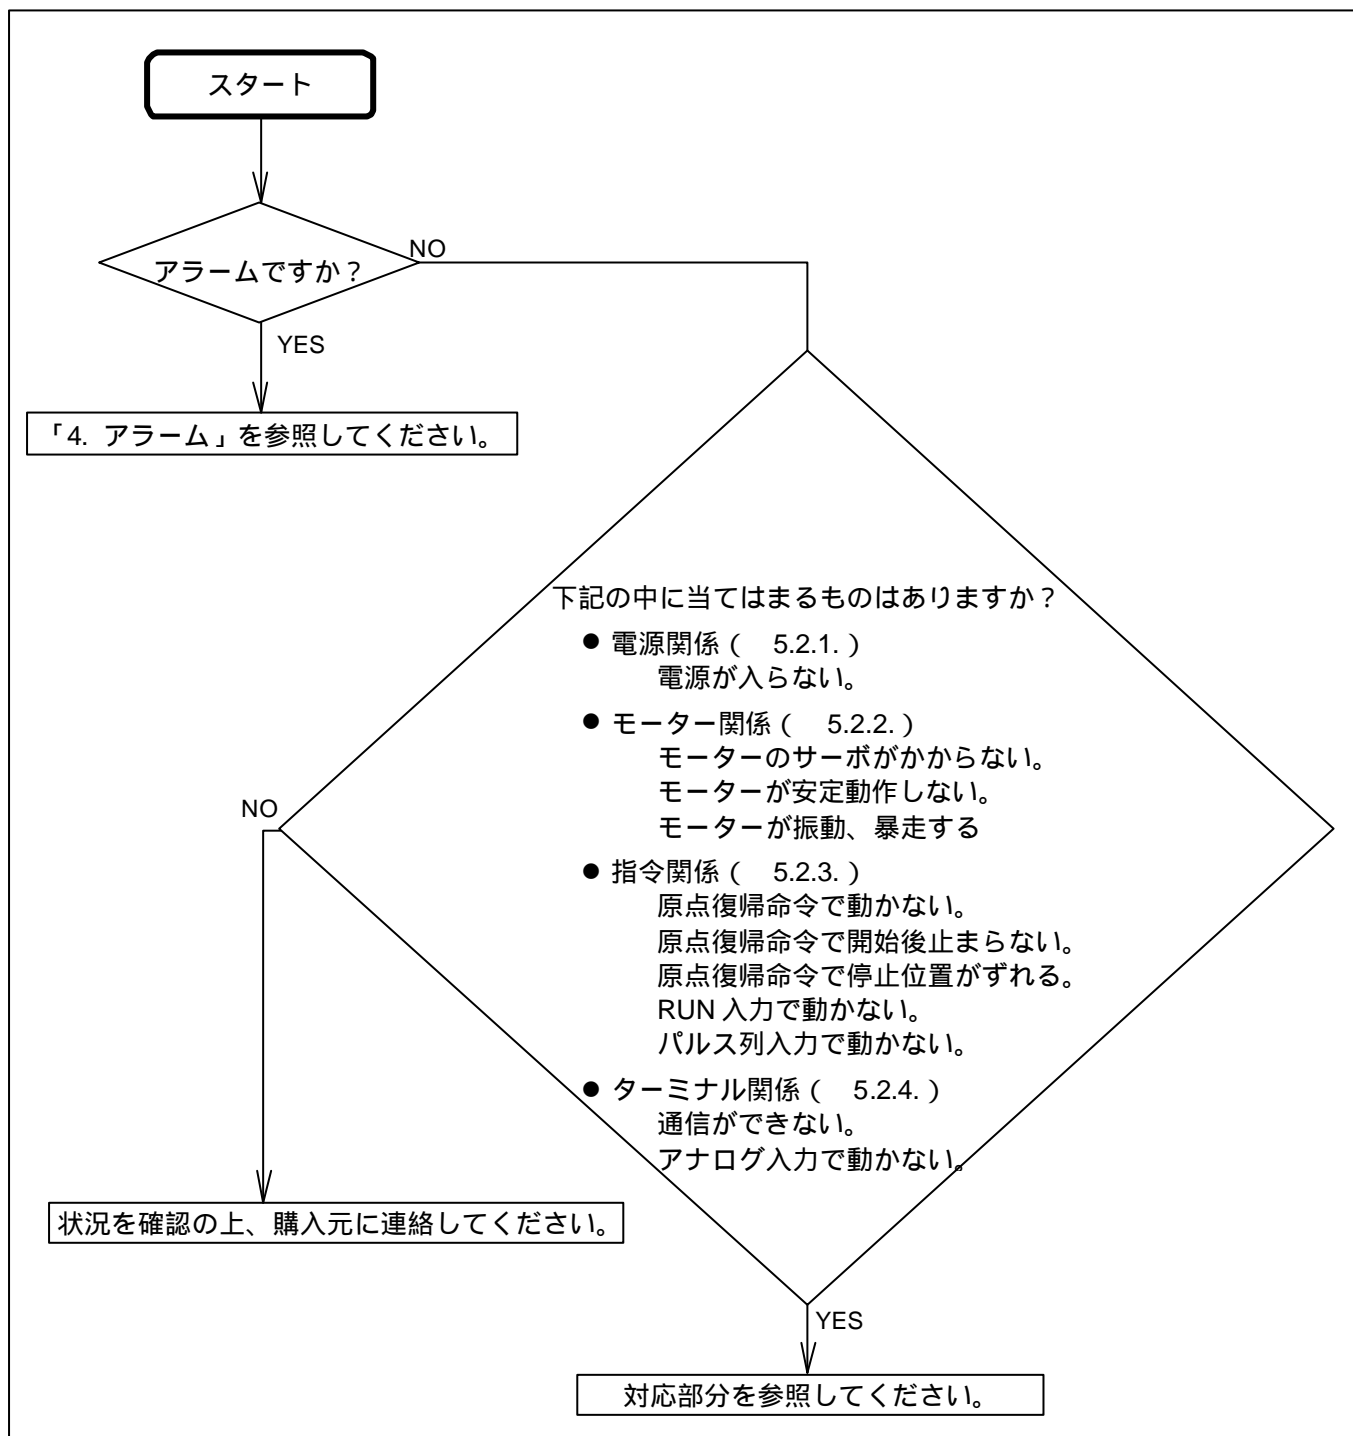 スタート
アラームですか？
NO
YES
「4. アラーム」を参照してください。
下記の中に当てはまるものはありますか？
● 電源関係（ 5.2.1. ）
電源が入らない。
● モーター関係（ 5.2.2. ）
モーターのサーボがかからない。
モーターが安定動作しない。
モーターが振動、暴走する
● 指令関係（ 5.2.3. ）
原点復帰命令で動かない。
原点復帰命令で開始後止まらない。
原点復帰命令で停止位置がずれる。
RUN 入力で動かない。
パルス列入力で動かない。
● ターミナル関係（ 5.2.4. ）
通信ができない。
アナログ入力で動かない。
NO
状況を確認の上、購入元に連絡してください。
YES
対応部分を参照してください。